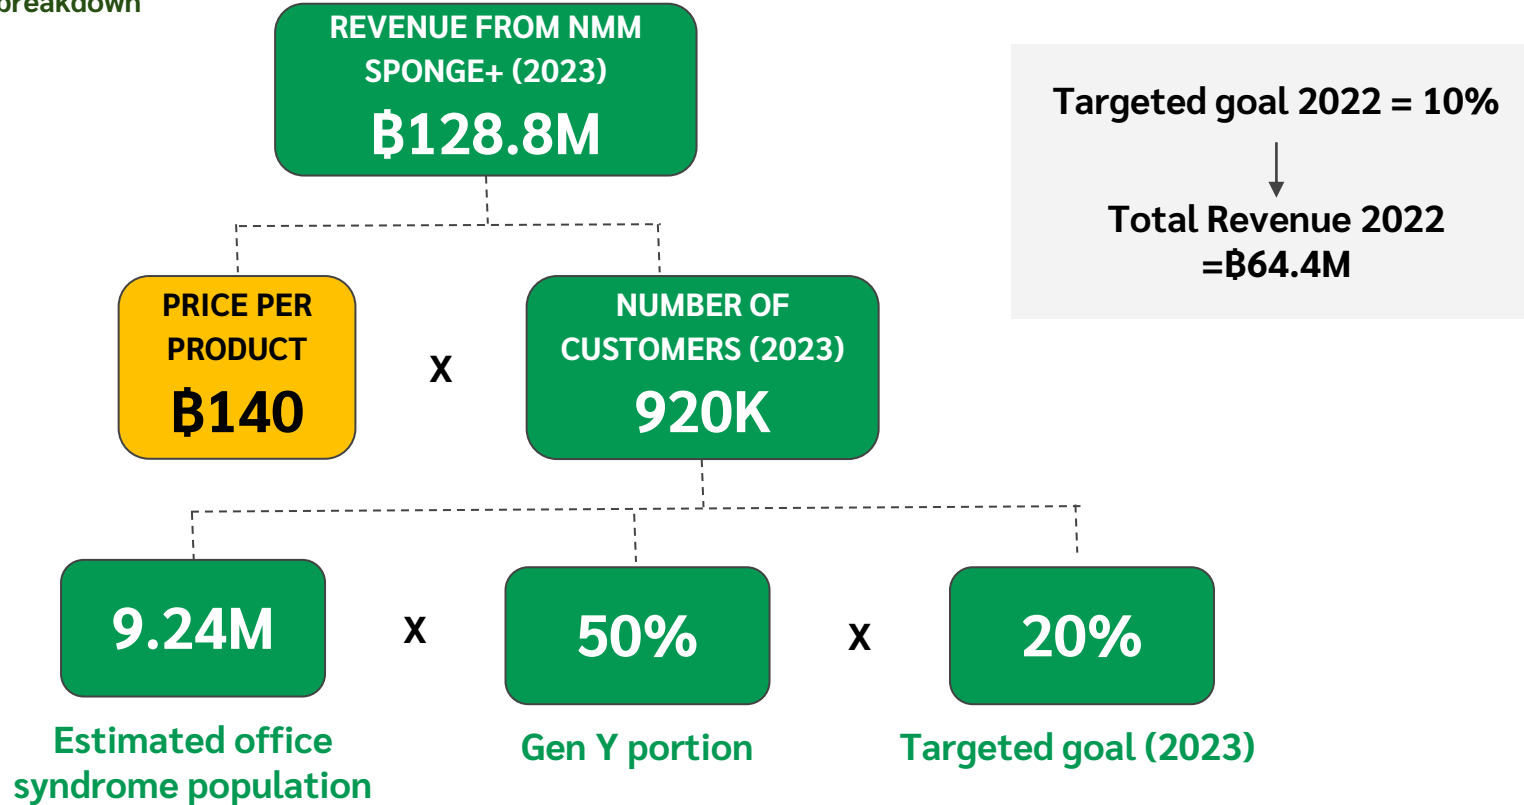 breakdown
REVENUE FROM NMM
SPONGE+ (2023)
฿128.8M
Targeted goal 2022 = 10%
Total Revenue 2022
=฿64.4M
PRICE PER
PRODUCT
฿140
X
NUMBER OF
CUSTOMERS (2023)
920K
9.24M
X
50%
X
20%
Estimated office
syndrome population
Gen Y portion
Targeted goal (2023)